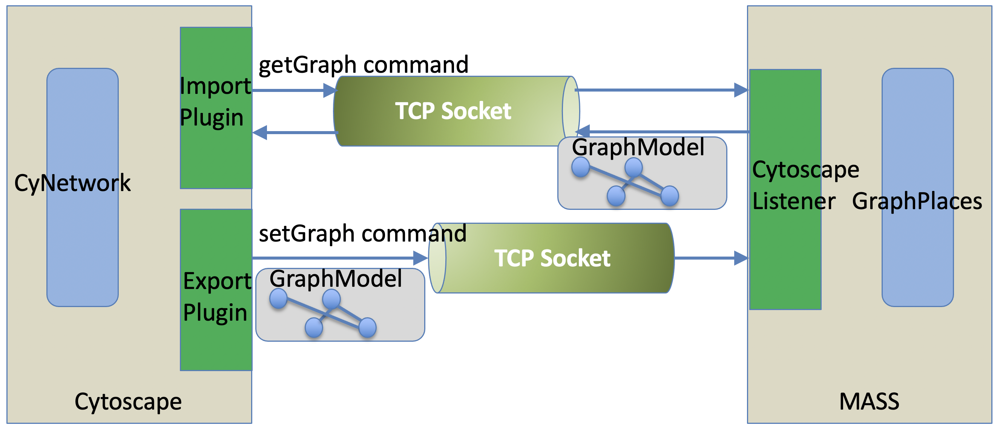 getGraph command
Import
Plugin
TCP Socket
GraphModel
CyNetwork
Cytoscape
Listener
GraphPlaces
setGraph command
TCP Socket
Export
Plugin
GraphModel
Cytoscape
MASS